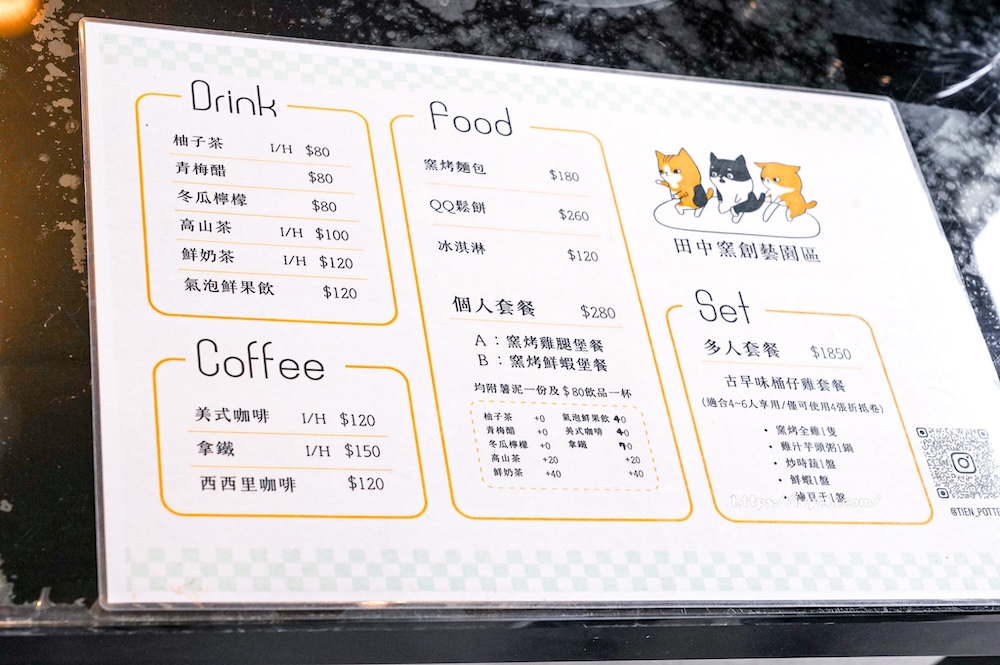 Drink
柚子茶 I/H $80
青梅醋 $80
冬瓜檸檬 $80
高山茶 I/H $100
鮮奶茶 I/H $120
氣泡鮮果飲 $120
Coffee
美式咖啡 I/H $120
拿鐵 I/H $150
西西里咖啡 $120
Food
窯烤麵包 $180
QQ鬆餅 $260
冰淇淋 $120
個人套餐 $280
A：窯烤雞腿堡餐
B：窯烤鮮蝦堡餐
均附薯泥一份及$80飲品一杯
柚子茶 +0 氣泡鮮果飲 40
青梅醋 +0 美式咖啡 40
冬瓜檸檬 +0 拿鐵 70
高山茶 +20 +20
鮮奶茶 +40 +40
田中窯創藝園區
Set
多人套餐 $1850
古早味桶仔雞套餐
(適合4~6人享用/僅可使用4張折抵卷)
• 窯烤全雞1隻
• 雞汁芋頭粥1鍋
• 炒時蔬1盤
• 鮮蝦1盤
豆干1盤
@TIEN_POTTE